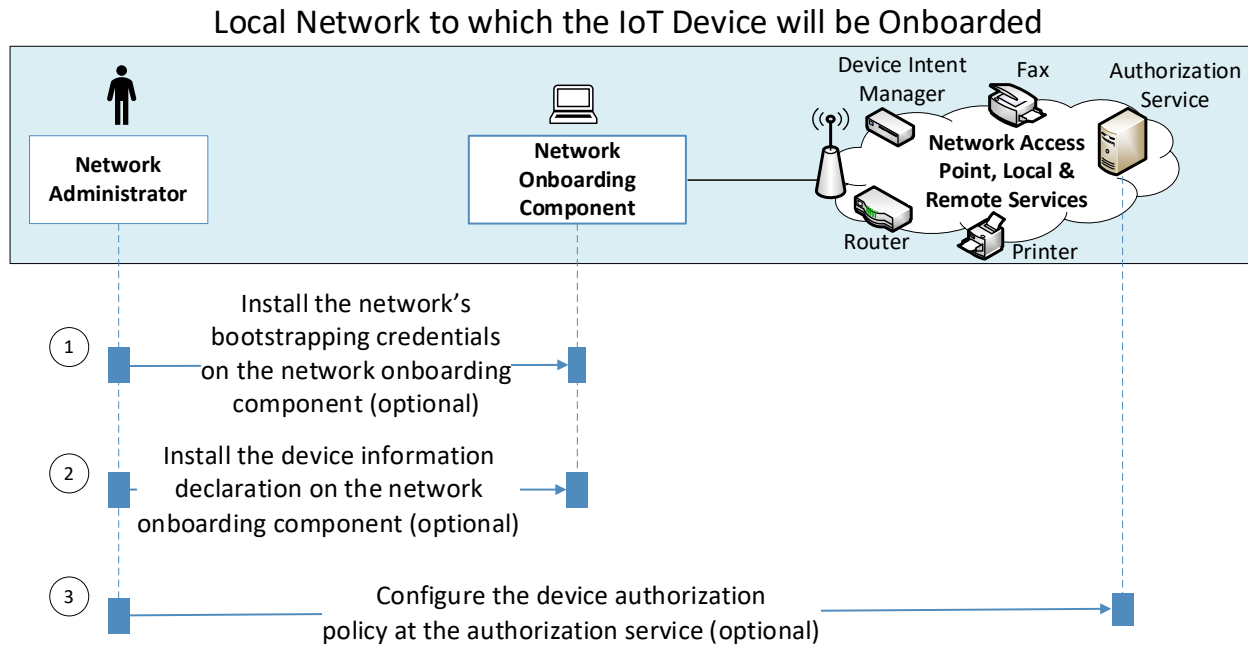 Local Network to which the IoT Device will be Onboarded
Network
Administrator
Network
Onboarding
Component
Device Intent
Manager
Fax
Authorization
Service
Network Access
Point, Local &
Remote Services
Router
Printer
1
Install the network’s
bootstrapping credentials
on the network onboarding
component (optional)
2
Install the device information
declaration on the network
onboarding component (optional)
3
Configure the device authorization
policy at the authorization service (optional)